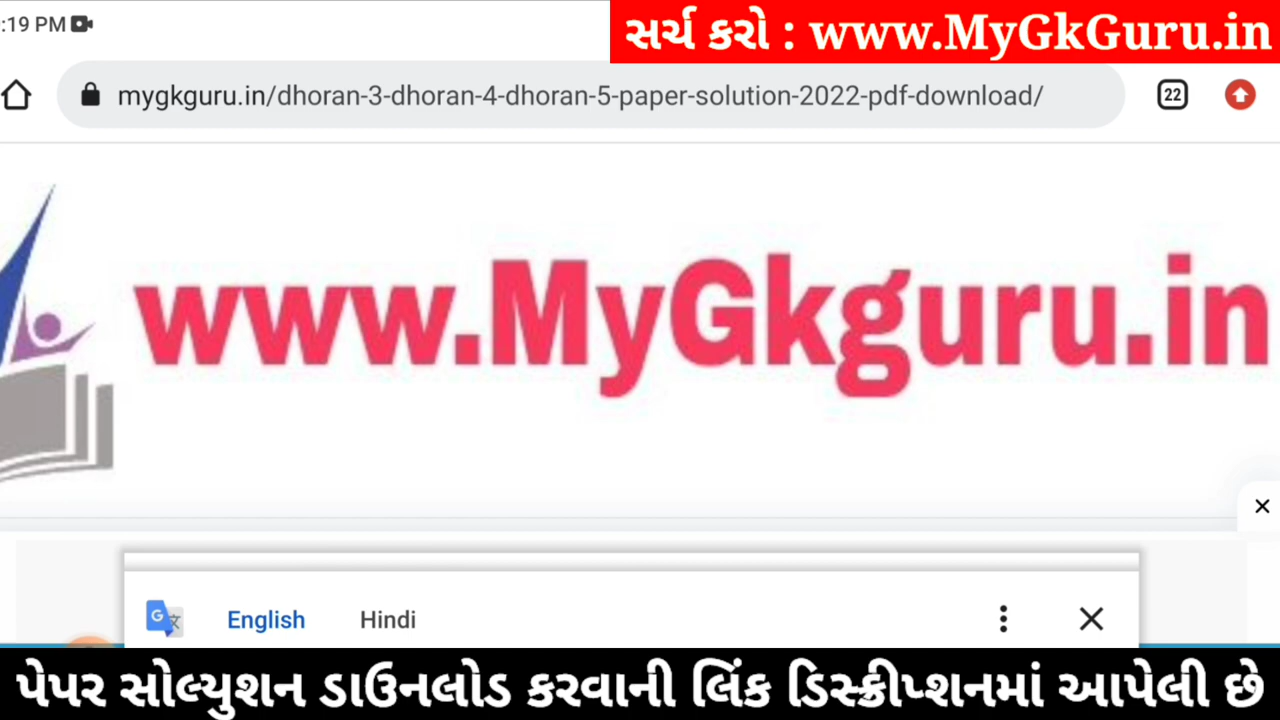 :19 PM
સર્ચ કરો : www.MyGkGuru.in
mygkguru.in/dhoran-3-dhoran-4-dhoran-5-paper-solution-2022-pdf-download/
22
www.MyGkguru.in
English Hindi
પેપર સોલ્યુશન ડાઉનલોડ કરવાની લિંક ડિસ્ક્રીપ્શનમાં આપેલી છે